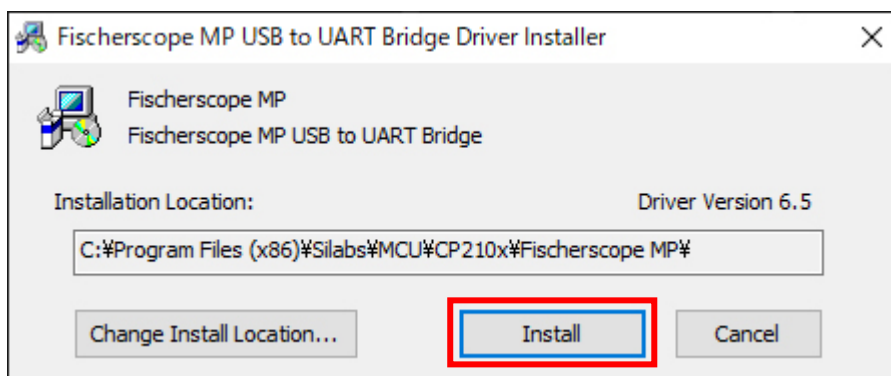 Fischerscope MP USB to UART Bridge Driver Installer
Fischerscope MP
Fischerscope MP USB to UART Bridge
Installation Location: Driver Version 6.5
C:¥Program Files (x86)¥Silabs¥MCU¥CP210x¥Fischerscope MP¥
Change Install Location... Install Cancel